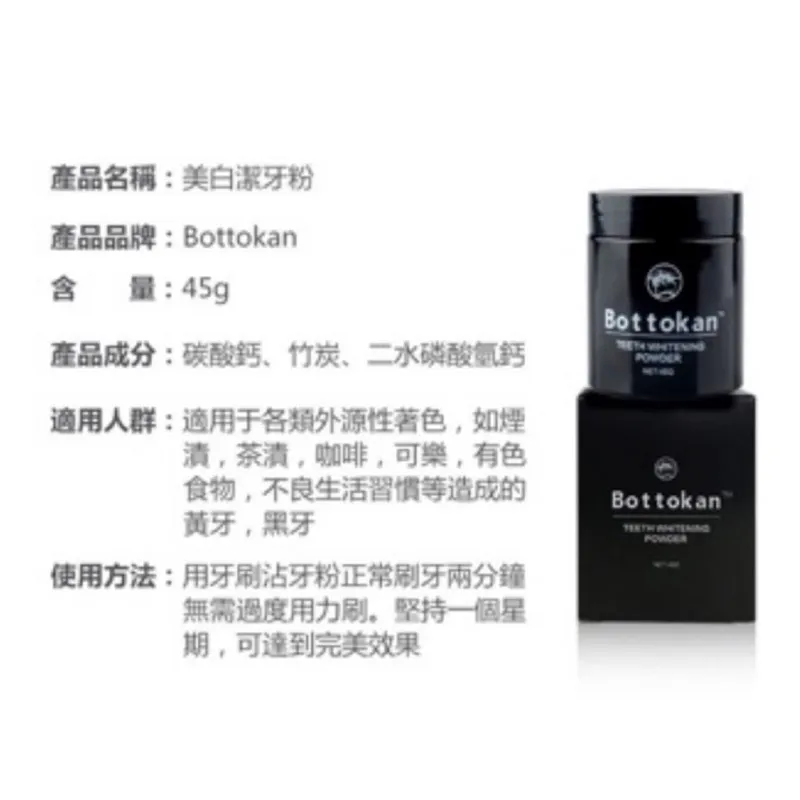 產品名稱：美白潔牙粉
產品品牌：Bottokan
含　　量：45g
產品成分：碳酸鈣、竹炭、二水磷酸氫鈣
適用人群：適用于各類外源性著色，如煙
漬，茶漬，咖啡，可樂，有色
食物，不良生活習慣等造成的
黃牙，黑牙
使用方法：用牙刷沾牙粉正常刷牙兩分鐘
無需過度用力刷。堅持一個星
期，可達到完美效果
Bottokan™
TEETH WHITENING
POWDER
NET 45G
Bottokan™
TEETH WHITENING
POWDER